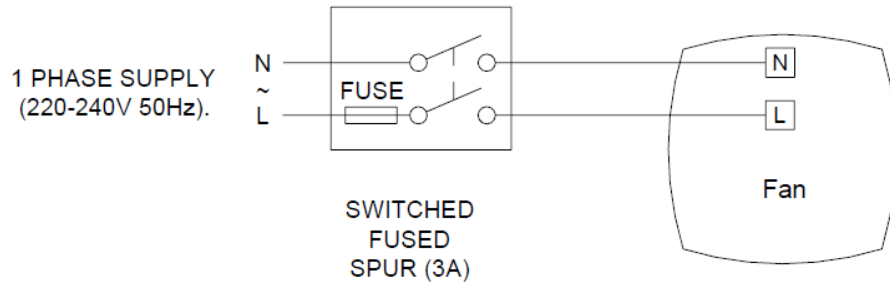 1 PHASE SUPPLY
(220-240V 50Hz).
N
~
L
FUSE
SWITCHED
FUSED
SPUR (3A)
N
L
Fan